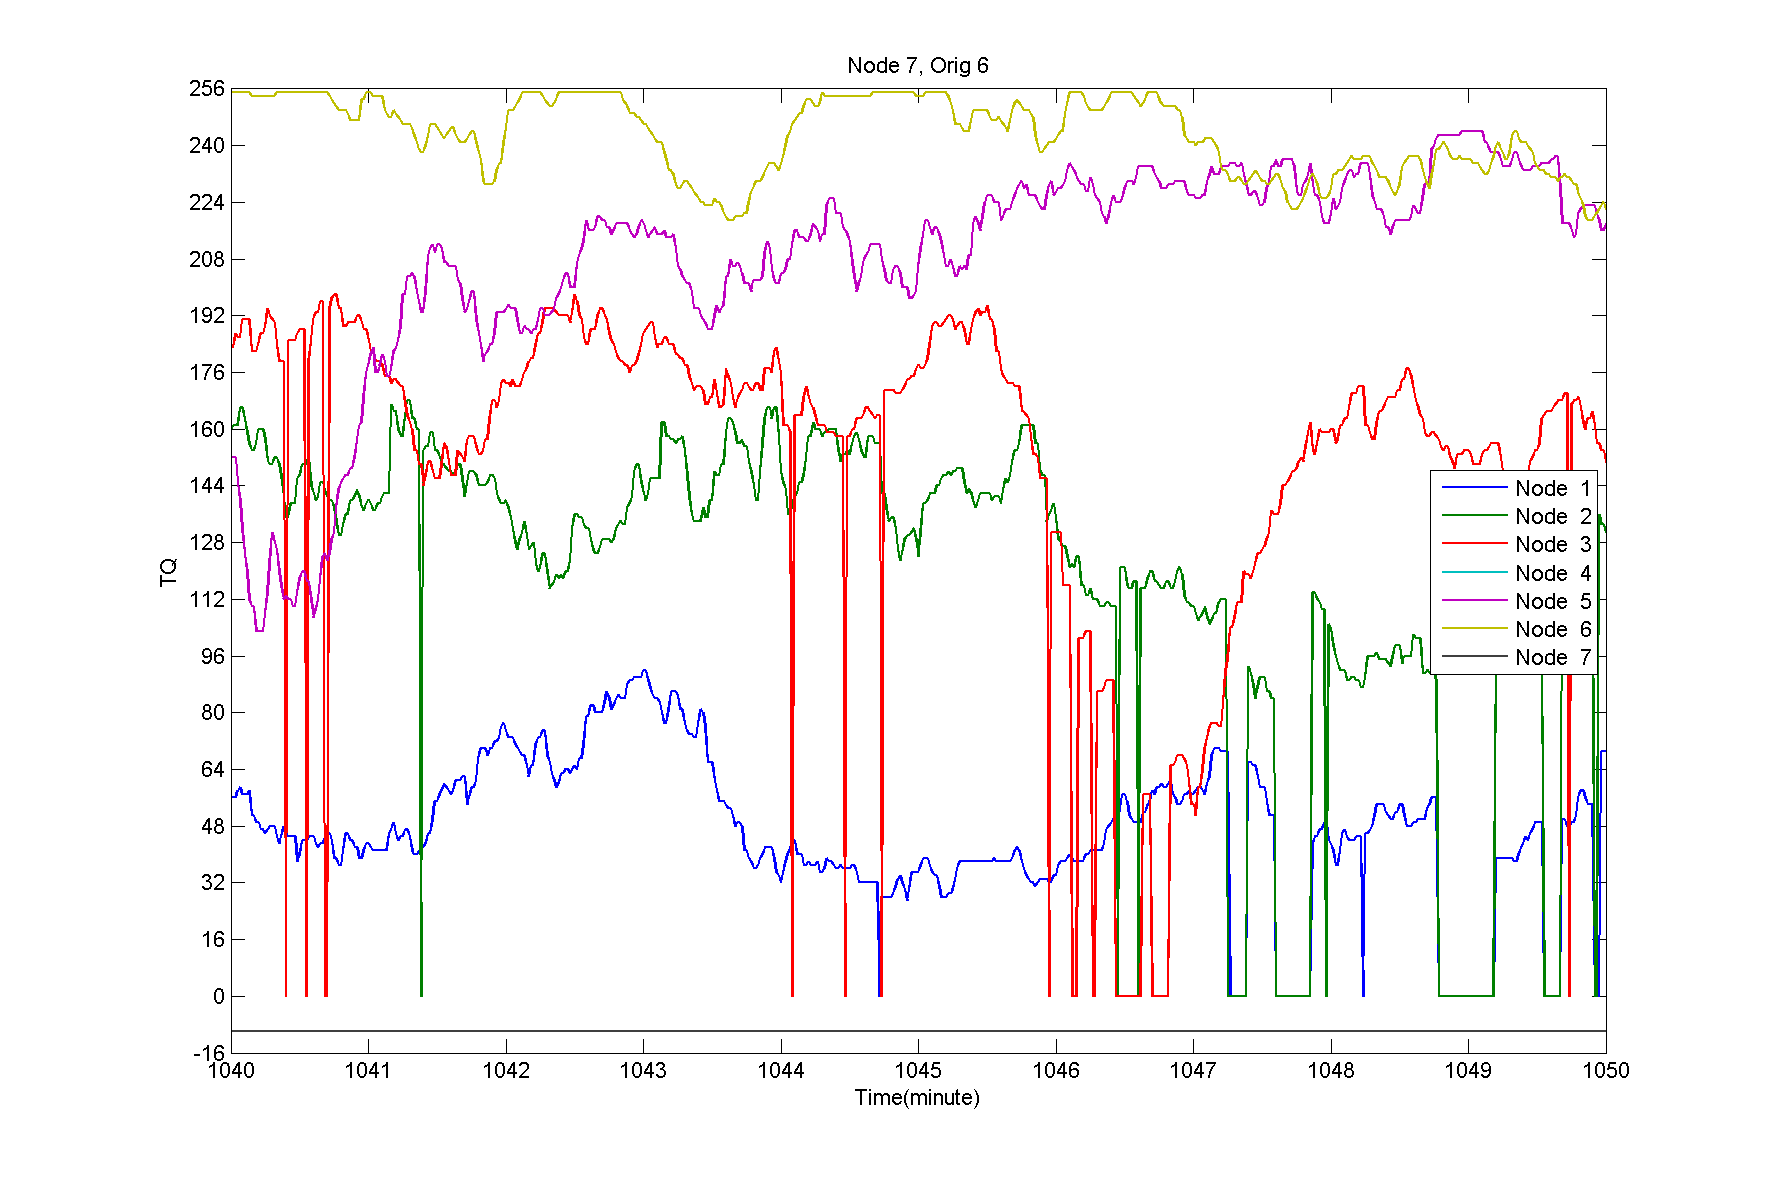 Node 7, Orig 6
256
240
224
208
192
176
160
144
128
112
96
80
64
48
32
16
0
-16
TQ
Node 1
Node 2
Node 3
Node 4
Node 5
Node 6
Node 7
1040 1041 1042 1043 1044 1045 1046 1047 1048 1049 1050
Time(minute)